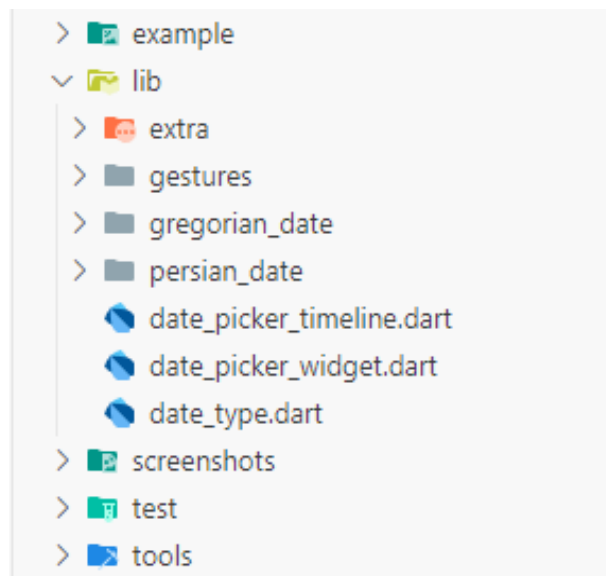 example
lib
extra
gestures
gregorian_date
persian_date
date_picker_timeline.dart
date_picker_widget.dart
date_type.dart
screenshots
test
tools